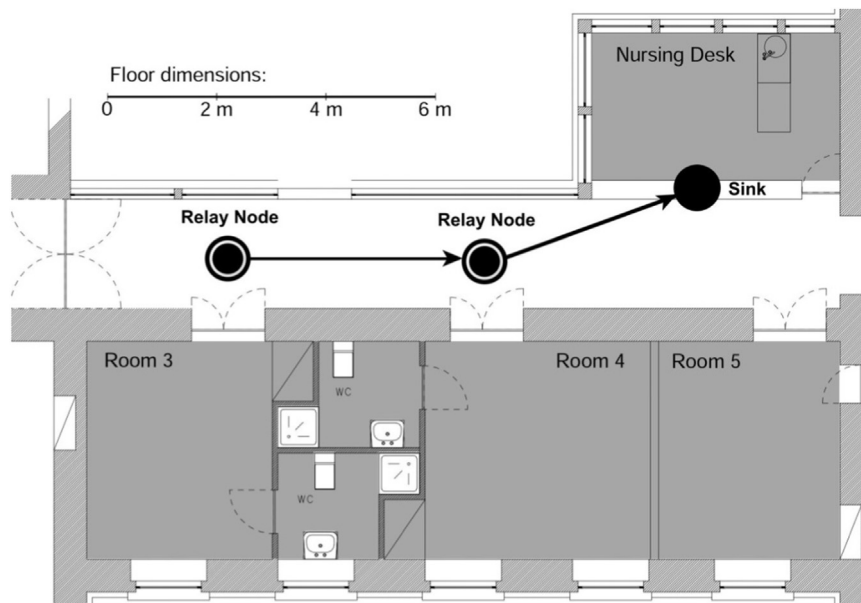 Nursing Desk
Floor dimensions:
0 2 m 4 m 6 m
Relay Node
Relay Node
Sink
Room 3
WC
Room 4
Room 5
WC